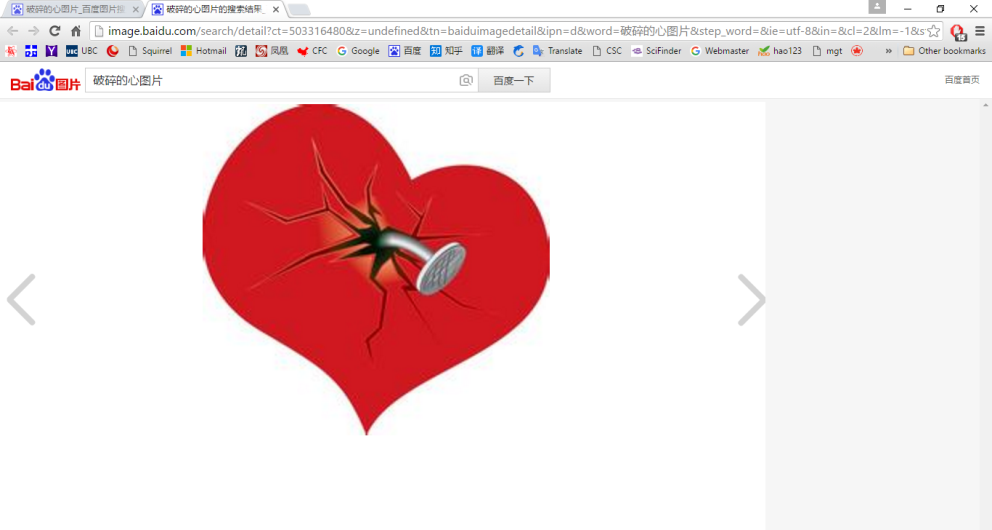 破碎的心图片_百度图片搜
破碎的心图片的搜索结果_
image.baidu.com/search/detail?ct=503316480&z=undefined&tn=baiduimagedetail&ipn=d&word=破碎的心图片&step_word=&ie=utf-8&in=&cl=2&lm=-1&s
UBC UBC Squirrel Hotmail 凤凰 CFC Google 百度 知 知乎 译 翻译 Translate CSC SciFinder Webmaster hao123 mgt » Other bookmarks
Bai du 图片 破碎的心图片 百度一下 百度首页